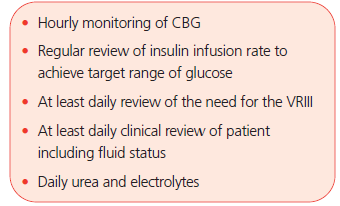 • Hourly monitoring of CBG
• Regular review of insulin infusion rate to
achieve target range of glucose
• At least daily review of the need for the VRIII
• At least daily clinical review of patient
including fluid status
• Daily urea and electrolytes